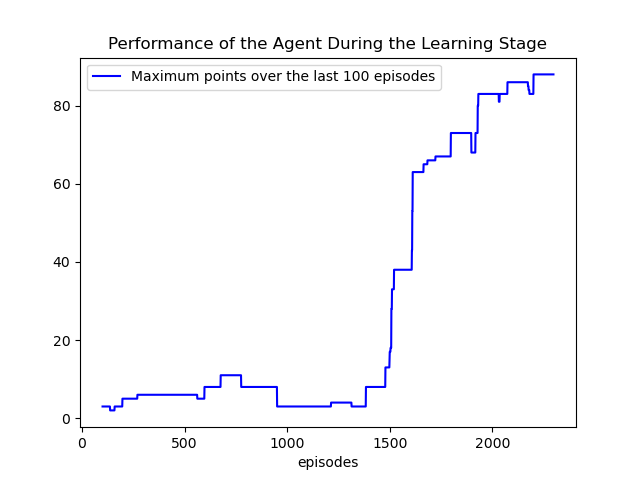 Performance of the Agent During the Learning Stage
Maximum points over the last 100 episodes
80
60
40
20
0
0 500 1000 1500 2000
episodes